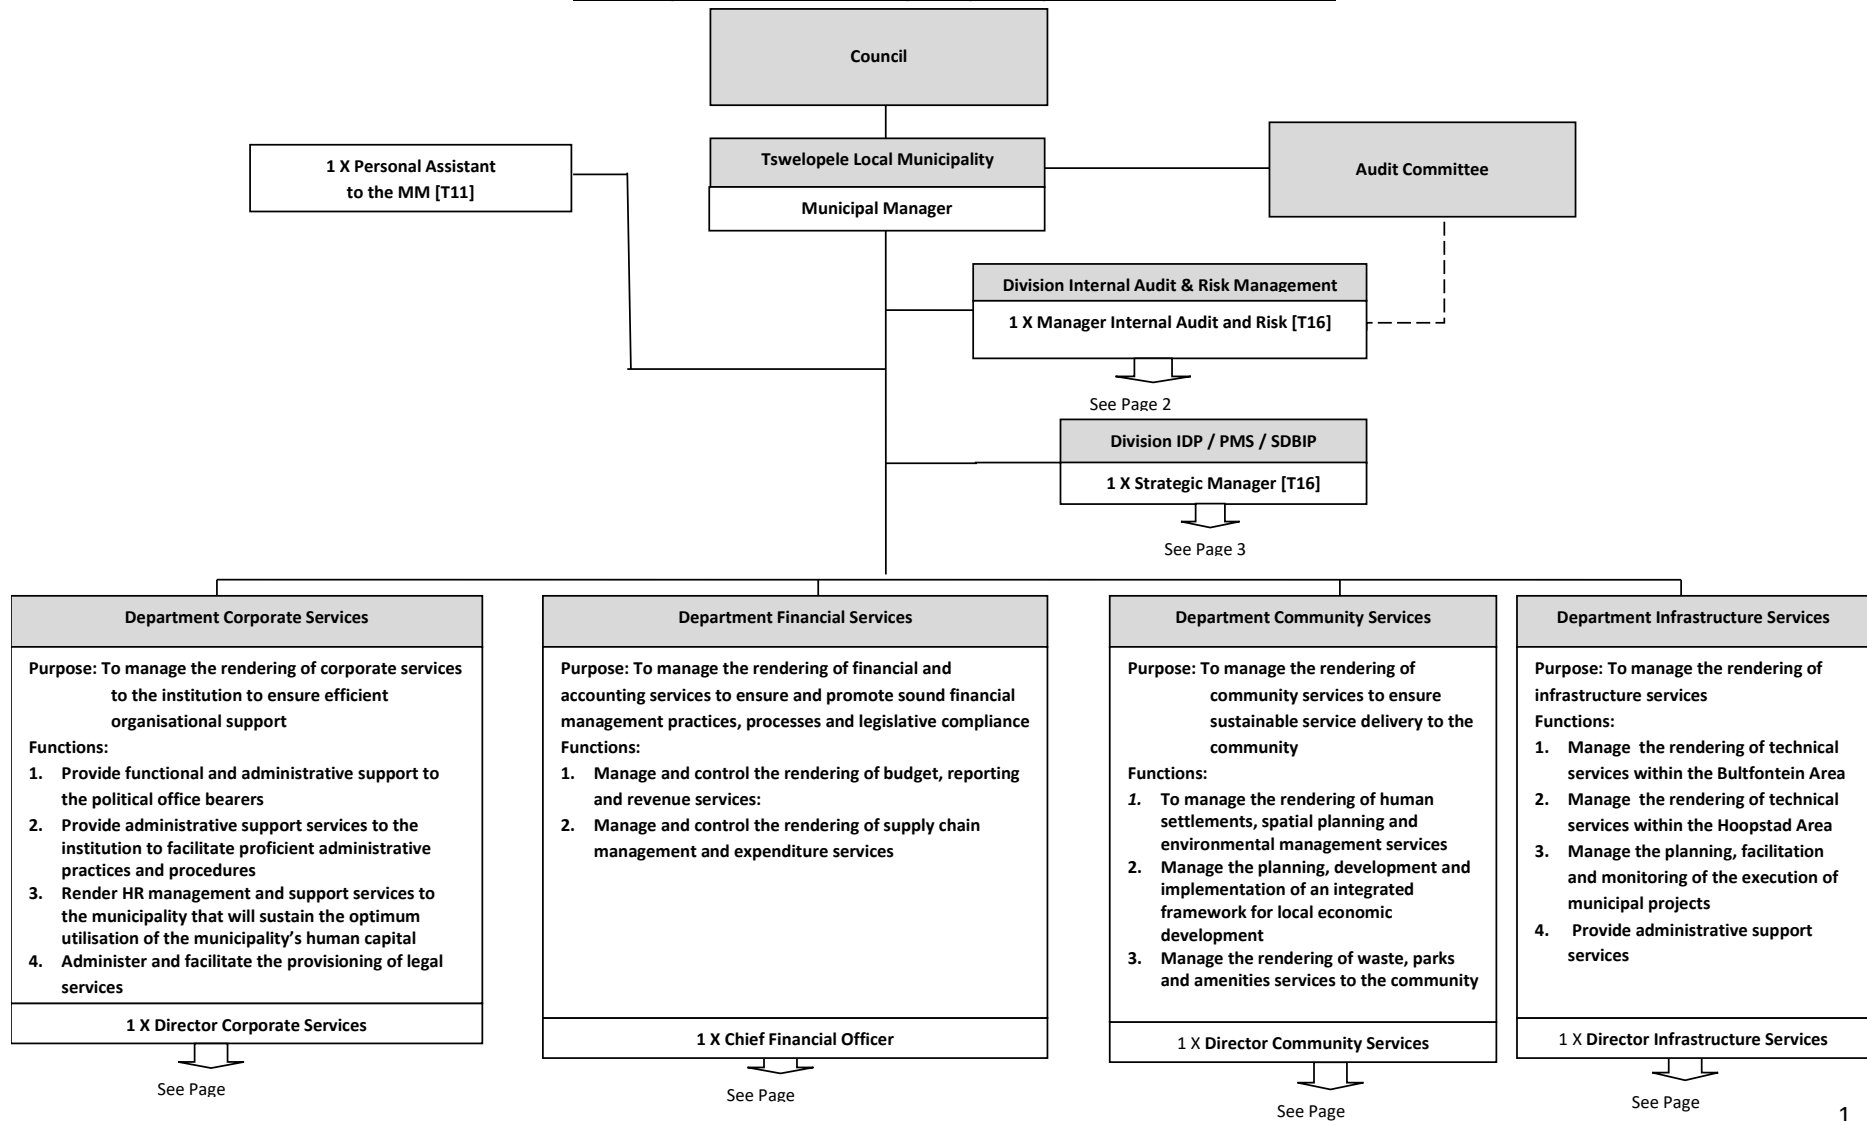 Council
Tswelopele Local Municipality
Municipal Manager
1 X Personal Assistant
to the MM [T11]
Audit Committee
Division Internal Audit & Risk Management
1 X Manager Internal Audit and Risk [T16]
See Page 2
Division IDP / PMS / SDBIP
1 X Strategic Manager [T16]
See Page 3
Department Corporate Services
Purpose: To manage the rendering of corporate services
to the institution to ensure efficient
organisational support
Functions:
1. Provide functional and administrative support to
the political office bearers
2. Provide administrative support services to the
institution to facilitate proficient administrative
practices and procedures
3. Render HR management and support services to
the municipality that will sustain the optimum
utilisation of the municipality's human capital
4. Administer and facilitate the provisioning of legal
services
1 X Director Corporate Services
See Page
Department Financial Services
Purpose: To manage the rendering of financial and
accounting services to ensure and promote sound financial
management practices, processes and legislative compliance
Functions:
1. Manage and control the rendering of budget, reporting
and revenue services:
2. Manage and control the rendering of supply chain
management and expenditure services
1 X Chief Financial Officer
See Page
Department Community Services
Purpose: To manage the rendering of
community services to ensure
sustainable service delivery to the
community
Functions:
1. To manage the rendering of human
settlements, spatial planning and
environmental management services
2. Manage the planning, development and
implementation of an integrated
framework for local economic
development
3. Manage the rendering of waste, parks
and amenities services to the community
1 X Director Community Services
See Page
Department Infrastructure Services
Purpose: To manage the rendering of
infrastructure services
Functions:
1. Manage the rendering of technical
services within the Bultfontein Area
2. Manage the rendering of technical
services within the Hoopstad Area
3. Manage the planning, facilitation
and monitoring of the execution of
municipal projects
4. Provide administrative support
services
1 X Director Infrastructure Services
See Page
1